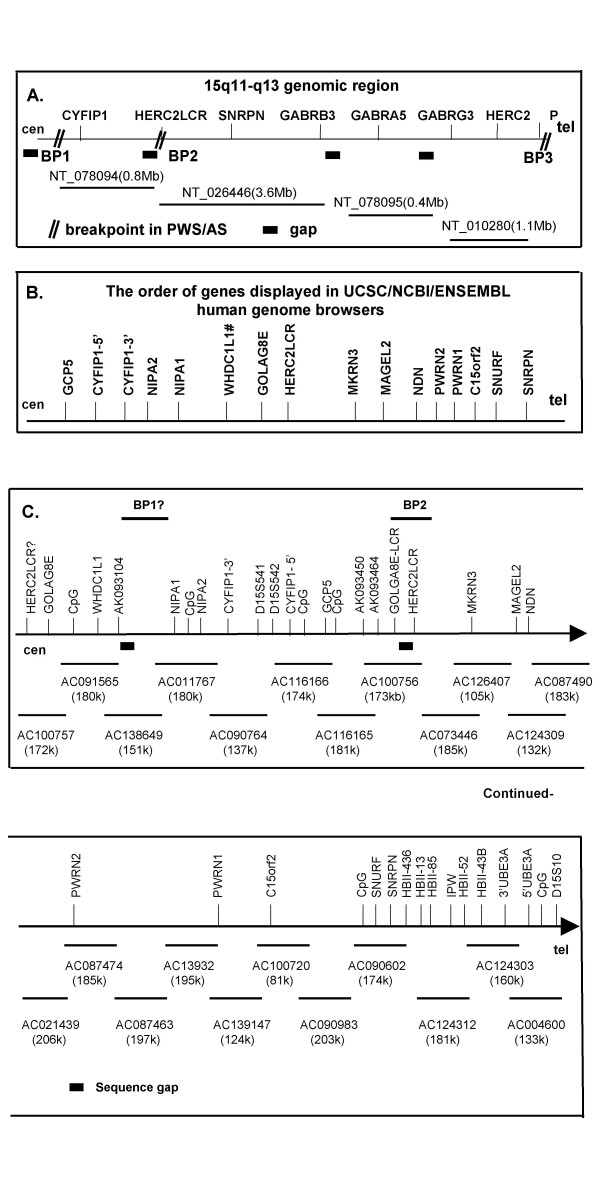 15q11-q13 genomic region
A.
CYFIP1 HERC2LCR SNRPN GABRB3 GABRA5 GABRG3 HERC2 P
cen tel
BP1 BP2 BP3
NT_078094(0.8Mb)
NT_026446(3.6Mb)
NT_078095(0.4Mb)
NT_010280(1.1Mb)
// breakpoint in PWS/AS gap
B. The order of genes displayed in UCSC/NCBI/ENSEMBL
human genome browsers
GCP5 CYFIP1-5' CYFIP1-3' NIPA2 NIPA1 WHDC1L1# GOLAG8E HERC2LCR MKRN3 MAGEL2 NDN PWRN2 PWRN1 C15orf2 SNURF SNRPN
cen tel
C. BP1? BP2
HERC2LCR? GOLAG8E CpG WHDC1L1 AK093104 NIPA1 CpG NIPA2 CYFIP1-3' D15S541 D15S542 CYFIP1- 5' CpG GCP5 CpG AK093450 AK093464 GOLGA8E-LCR HERC2LCR MKRN3 MAGEL2 NDN
cen
AC091565 AC011767 AC116166 AC100756 AC126407 AC087490
(180k) (180k) (174k) (173kb) (105k) (183k)
AC100757 AC138649 AC090764 AC116165 AC073446 AC124309
(172k) (151k) (137k) (181k) (185k) (132k)
Continued-
PWRN2 PWRN1 C15orf2 CpG SNURF SNRPN HBII-436 HBII-13 HBII-85 IPW HBII-52 HBII-43B 3'UBE3A 5'UBE3A CpG D15S10
tel
AC087474 AC13932 AC100720 AC090602 AC124303
(185k) (195k) (81k) (174k) (160k)
AC021439 AC087463 AC139147 AC090983 AC124312 AC004600
(206k) (197k) (124k) (203k) (181k) (133k)
Sequence gap